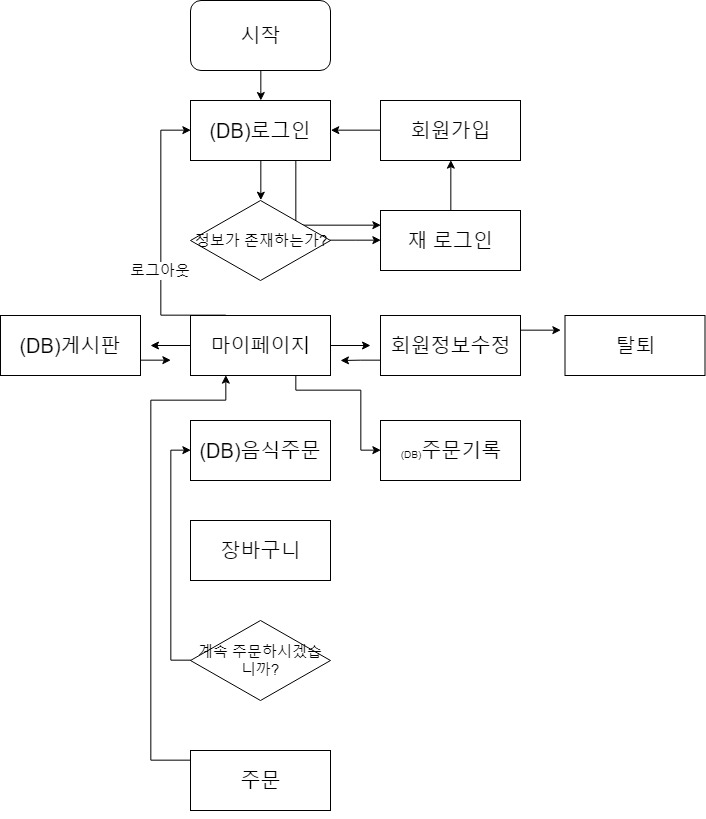 시작
(DB)로그인
회원가입
정보가 존재하는가?
재 로그인
로그아웃
(DB)게시판
마이페이지
회원정보수정
탈퇴
(DB)음식주문
(DB)주문기록
장바구니
계속 주문하시겠습
니까?
주문